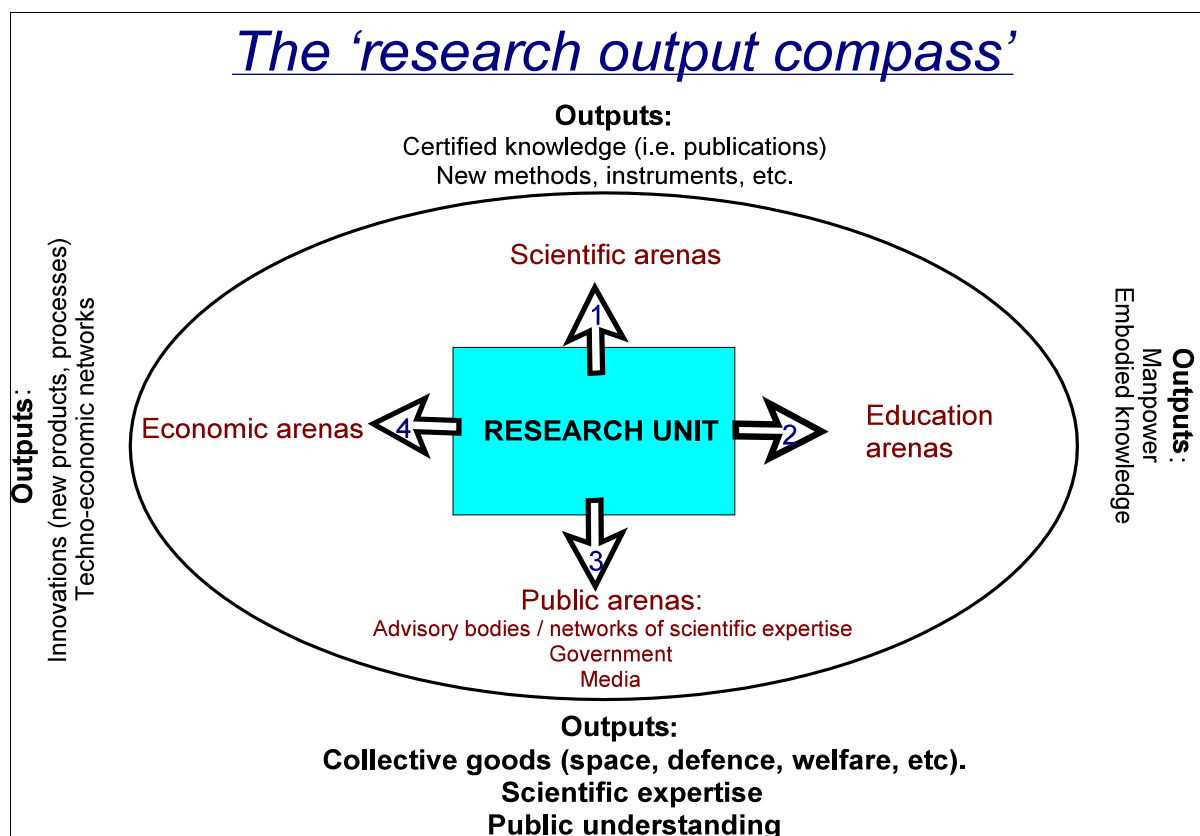 The ‘research output compass’
Outputs:
Certified knowledge (i.e. publications)
New methods, instruments, etc.
Scientific arenas
1
Outputs:
Innovations (new products, processes)
Techno-economic networks
Economic arenas
4
RESEARCH UNIT
2
Education
arenas
Outputs:
Manpower
Embodied knowledge
3
Public arenas:
Advisory bodies / networks of scientific expertise
Government
Media
Outputs:
Collective goods (space, defence, welfare, etc).
Scientific expertise
Public understanding